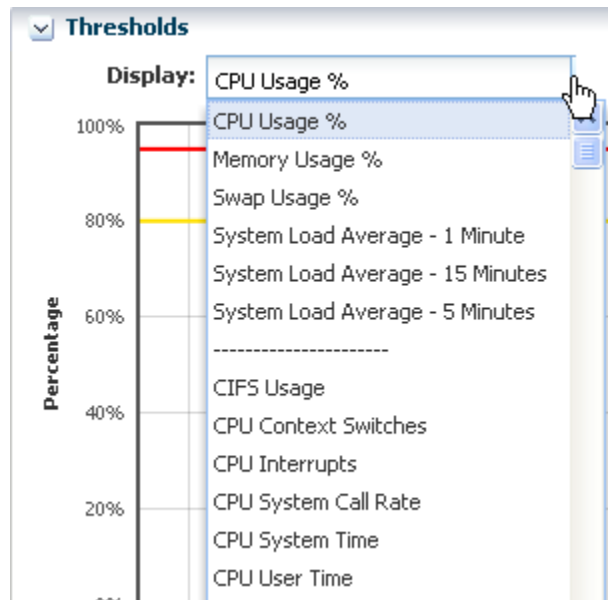 Thresholds
Display: CPU Usage %
CPU Usage %
Memory Usage %
Swap Usage %
System Load Average - 1 Minute
System Load Average - 15 Minutes
System Load Average - 5 Minutes
----------------------
CIFS Usage
CPU Context Switches
CPU Interrupts
CPU System Call Rate
CPU System Time
CPU User Time
Percentage
100%
80%
60%
40%
20%